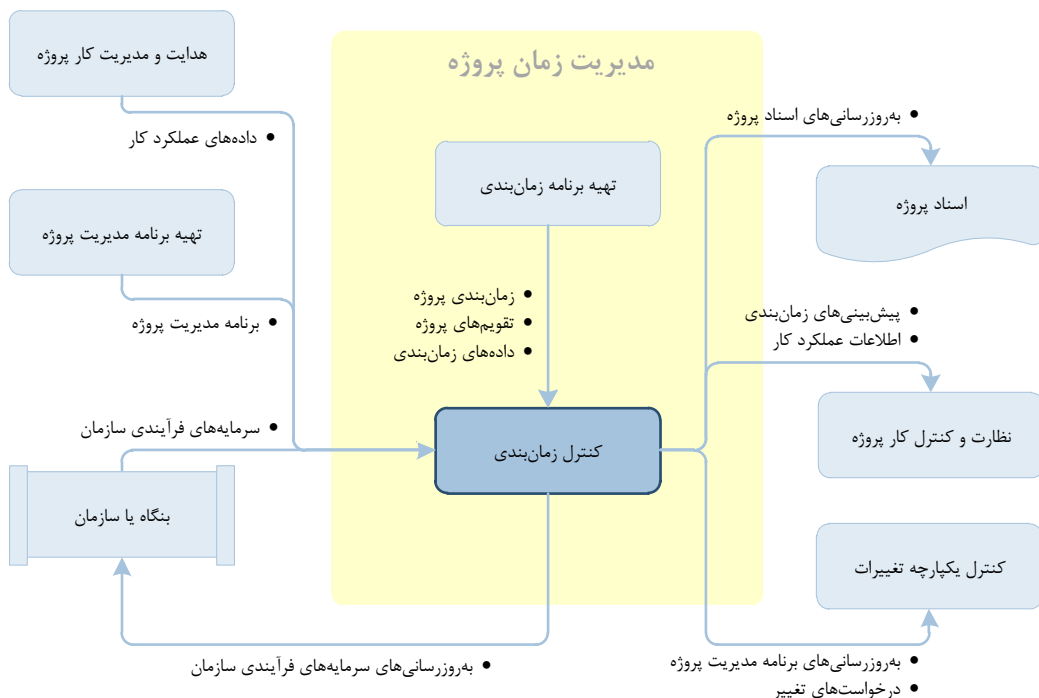 مدیریت زمان پروژه
هدایت و مدیریت کار پروژه
• داده‌های عملکرد کار
تهیه برنامه مدیریت پروژه
• برنامه مدیریت پروژه
• سرمایه‌های فرآیندی سازمان
بنگاه یا سازمان
تهیه برنامه زمان‌بندی
• زمان‌بندی پروژه
• تقویم‌های پروژه
• داده‌های زمان‌بندی
کنترل زمان‌بندی
• به‌روزرسانی‌های اسناد پروژه
اسناد پروژه
• پیش‌بینی‌های زمان‌بندی
• اطلاعات عملکرد کار
نظارت و کنترل کار پروژه
کنترل یکپارچه تغییرات
• به‌روزرسانی‌های برنامه مدیریت پروژه
• درخواست‌های تغییر
• به‌روزرسانی‌های سرمایه‌های فرآیندی سازمان